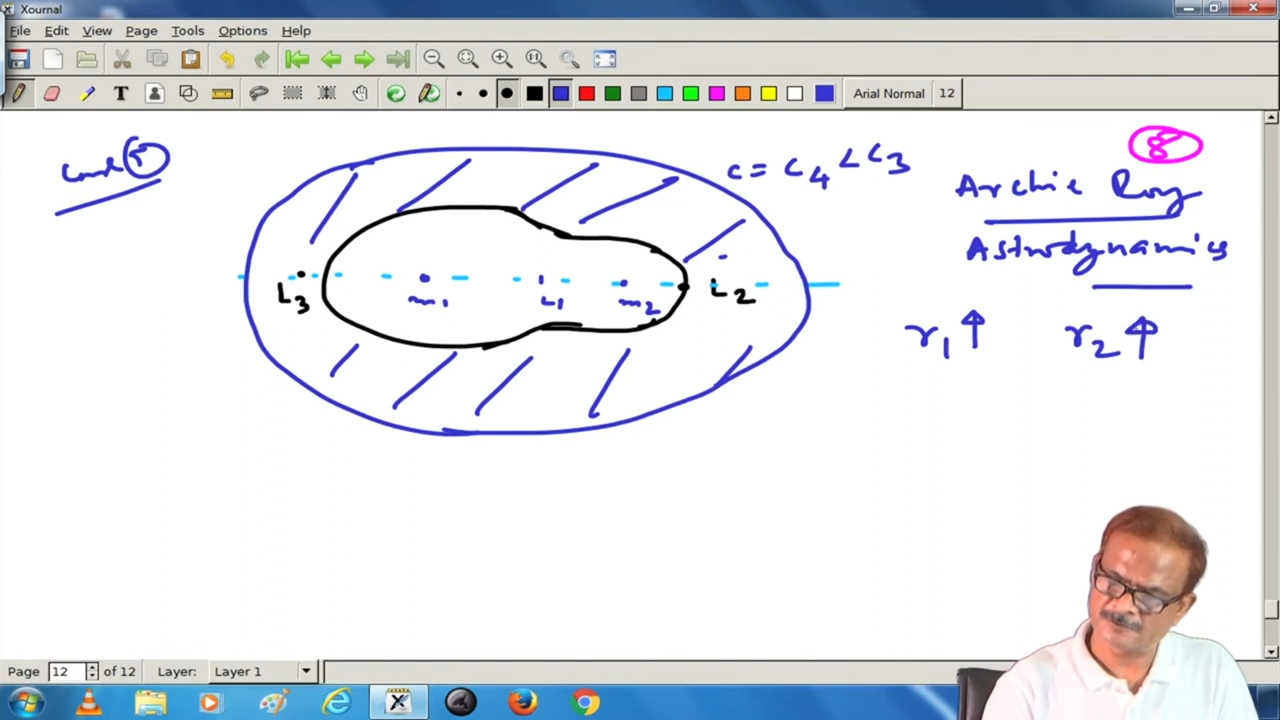 Xournal
File Edit View Page Tools Options Help
Arial Normal 12
8
5
c = c4 < c3
Archie Roy
Astrodynamics
L3 m1 L1 m2 L2
r1 ↑ r2 ↑
Page 12 of 12 Layer: Layer 1